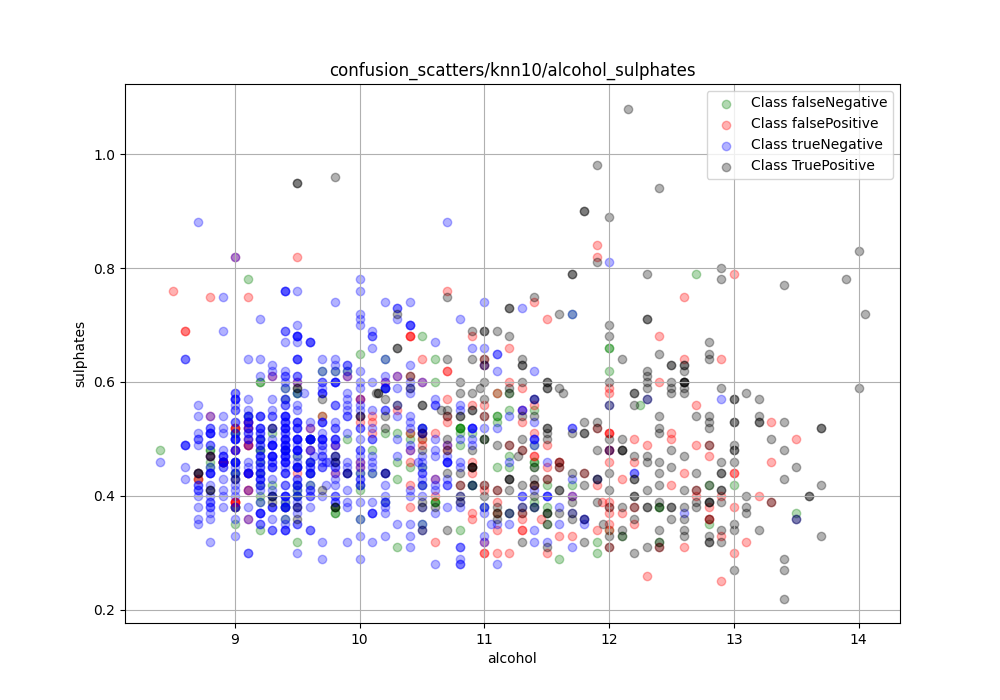 confusion_scatters/knn10/alcohol_sulphates
Class falseNegative
Class falsePositive
Class trueNegative
Class TruePositive
1.0
0.8
0.6
0.4
0.2
sulphates
9 10 11 12 13 14
alcohol